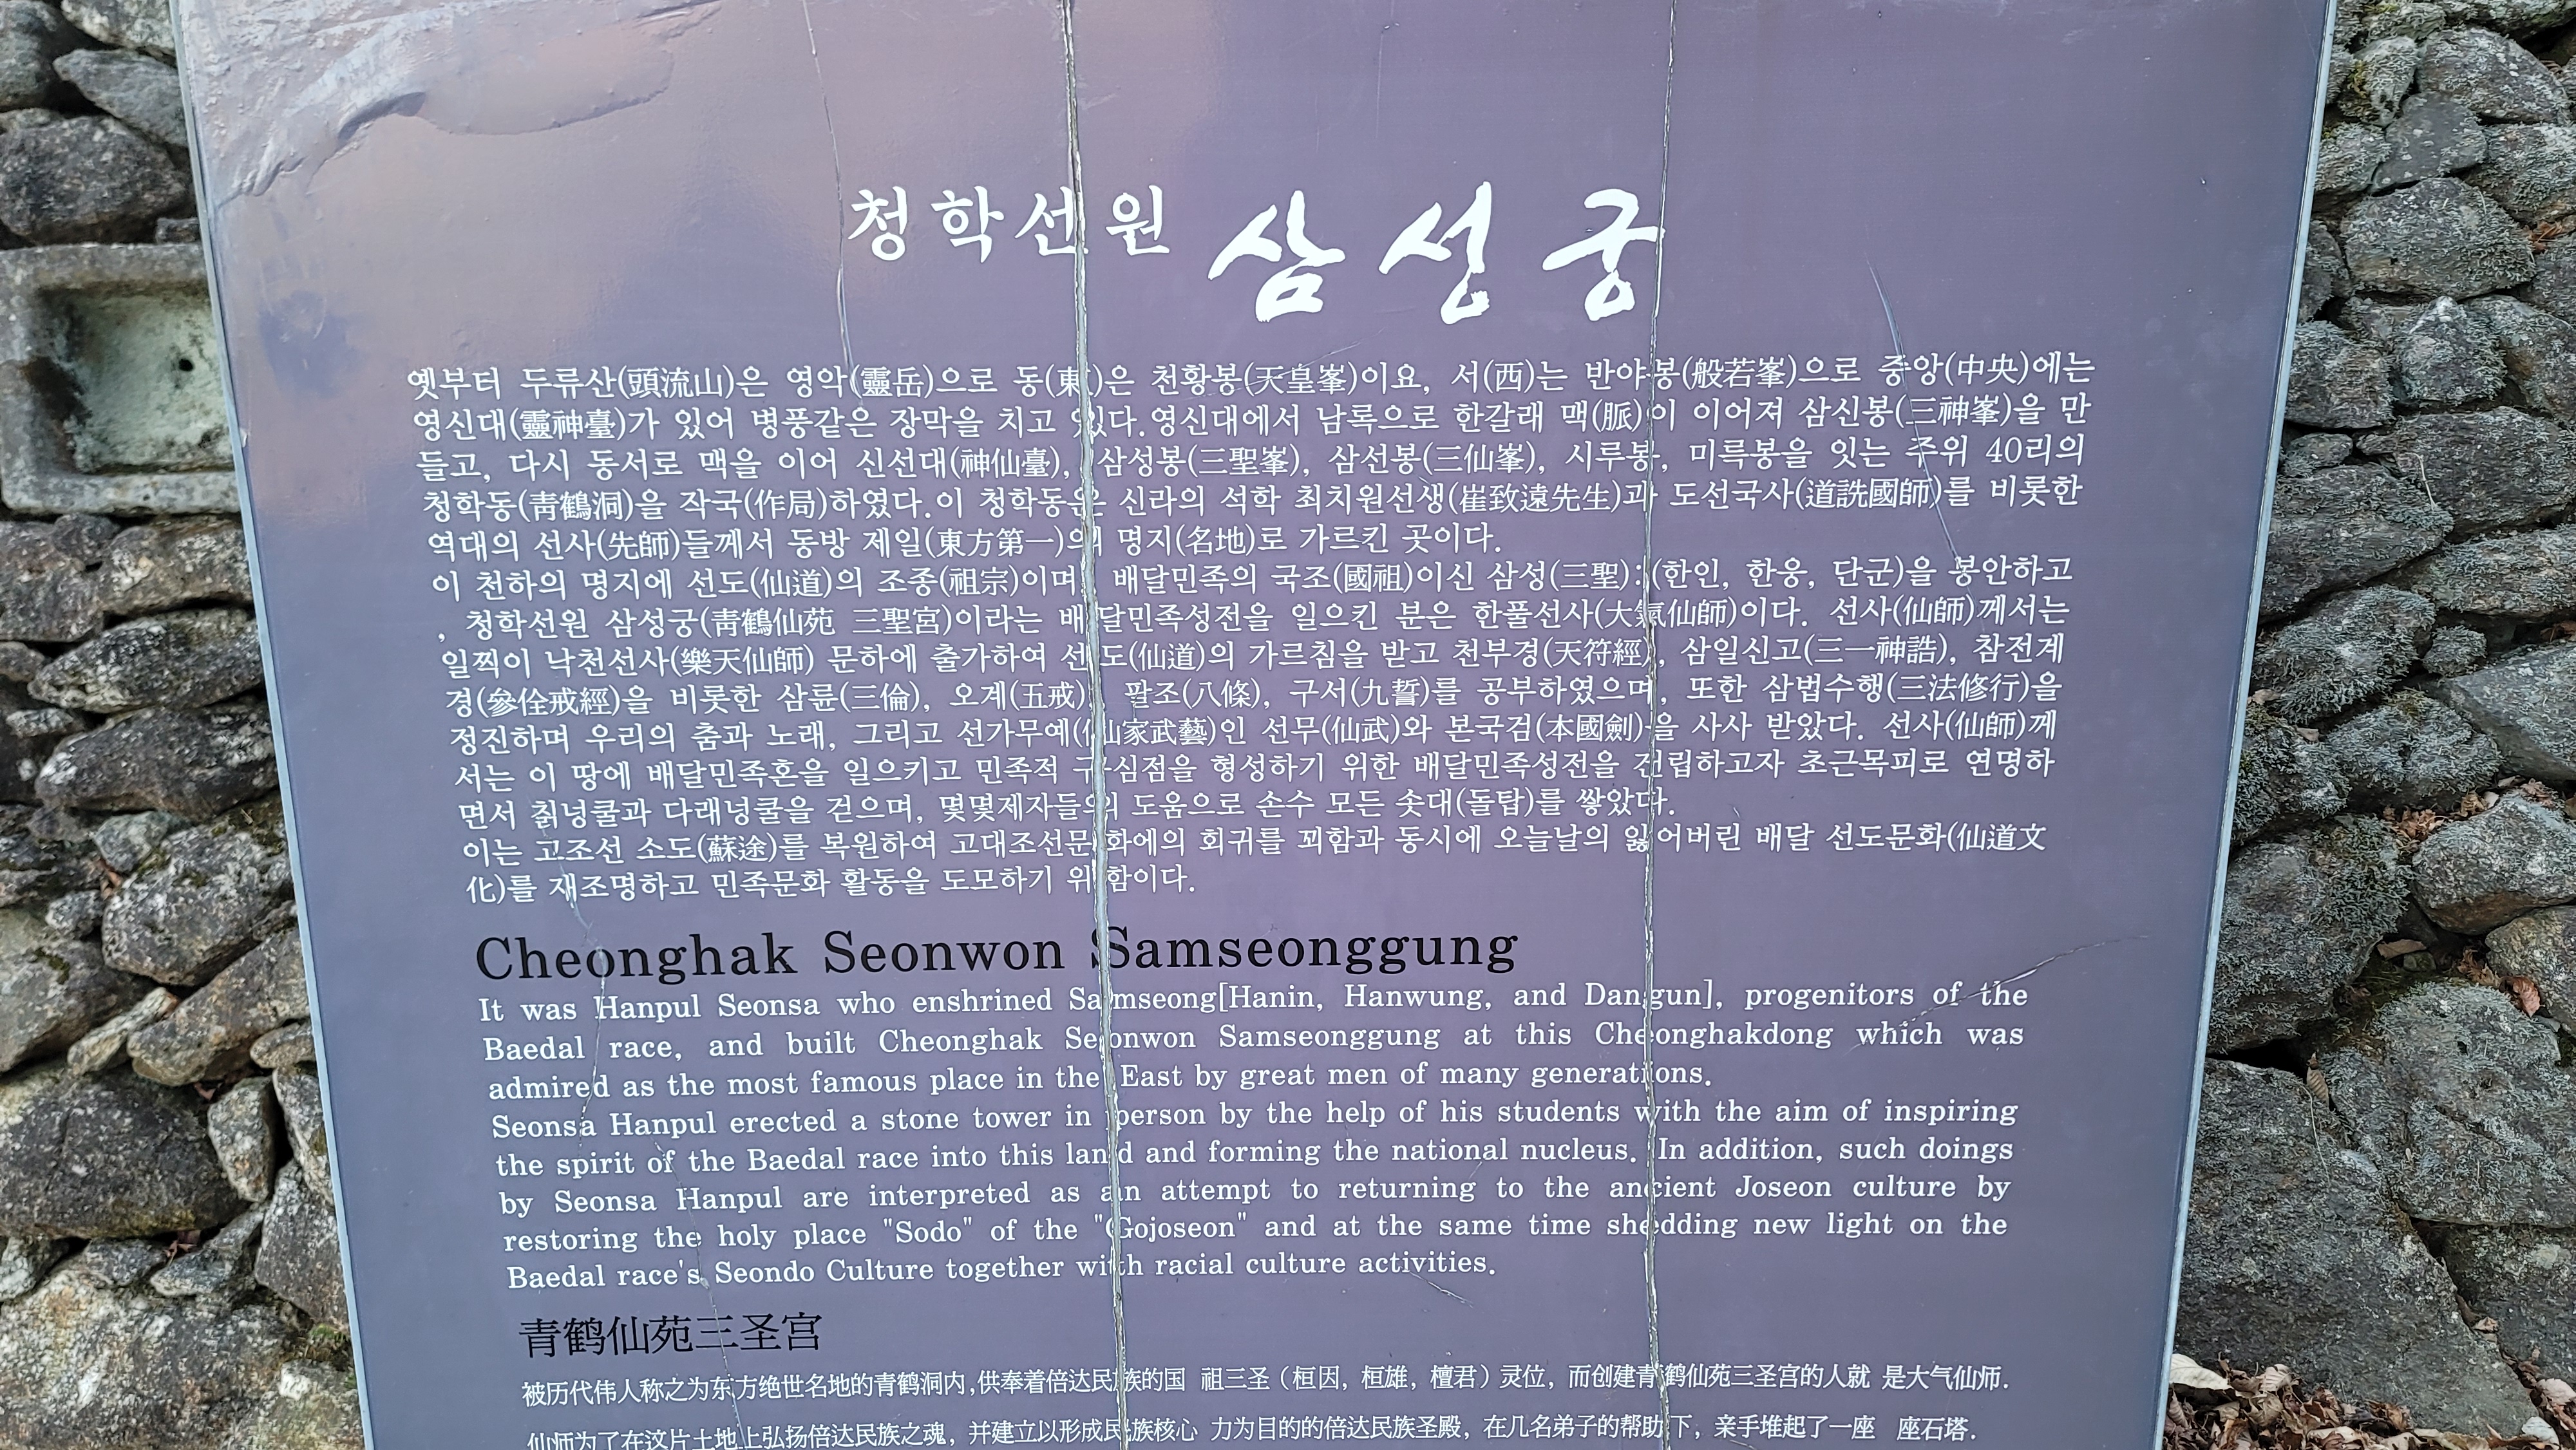 청학선원 삼성궁
옛부터 두류산(頭流山)은 영악(靈岳)으로 동(東)은 천황봉(天皇峯)이요, 서(西)는 반야봉(般若峯)으로 중앙(中央)에는
영신대(靈神臺)가 있어 병풍같은 장막을 치고 있다.영신대에서 남록으로 한갈래 맥(脈)이 이어져 삼신봉(三神峯)을 만
들고, 다시 동서로 맥을 이어 신선대(神仙臺), 삼성봉(三聖峯), 삼선봉(三仙峯), 시루봉, 미륵봉을 잇는 주위 40리의
청학동(靑鶴洞)을 작국(作局)하였다.이 청학동은 신라의 석학 최치원선생(崔致遠先生)과 도선국사(道詵國師)를 비롯한
역대의 선사(先師)들께서 동방 제일(東方第一)의 명지(名地)로 가르킨 곳이다.
이 천하의 명지에 선도(仙道)의 조종(祖宗)이며, 배달민족의 국조(國祖)이신 삼성(三聖):(한인, 한웅, 단군)을 봉안하고
, 청학선원 삼성궁(靑鶴仙苑 三聖宮)이라는 배달민족성전을 일으킨 분은 한풀선사(大氣仙師)이다. 선사(仙師)께서는
일찍이 낙천선사(樂天仙師) 문하에 출가하여 선도(仙道)의 가르침을 받고 천부경(天符經), 삼일신고(三一神誥), 참전계
경(參佺戒經)을 비롯한 삼륜(三倫), 오계(五戒), 팔조(八條), 구서(九誓)를 공부하였으며, 또한 삼법수행(三法修行)을
정진하며 우리의 춤과 노래, 그리고 선가무예(仙家武藝)인 선무(仙武)와 본국검(本國劍)을 사사 받았다. 선사(仙師)께
서는 이 땅에 배달민족혼을 일으키고 민족적 구심점을 형성하기 위한 배달민족성전을 건립하고자 초근목피로 연명하
면서 칡넝쿨과 다래넝쿨을 걷으며, 몇몇제자들의 도움으로 손수 모든 솟대(돌탑)를 쌓았다.
이는 고조선 소도(蘇途)를 복원하여 고대조선문화에의 회귀를 꾀함과 동시에 오늘날의 잃어버린 배달 선도문화(仙道文
化)를 재조명하고 민족문화 활동을 도모하기 위함이다.
Cheonghak Seonwon Samseonggung
It was Hanpul Seonsa who enshrined Samseong[Hanin, Hanwung, and Dangun], progenitors of the
Baedal race, and built Cheonghak Seonwon Samseonggung at this Cheonghakdong which was
admired as the most famous place in the East by great men of many generations.
Seonsa Hanpul erected a stone tower in person by the help of his students with the aim of inspiring
the spirit of the Baedal race into this land and forming the national nucleus. In addition, such doings
by Seonsa Hanpul are interpreted as an attempt to returning to the ancient Joseon culture by
restoring the holy place "Sodo" of the "Gojoseon" and at the same time shedding new light on the
Baedal race's Seondo Culture together with racial culture activities.
青鹤仙苑三圣宫
被历代伟人称之为东方绝世名地的青鹤洞内,供奉着倍达民族的国 祖三圣（桓因, 桓雄, 檀君）灵位, 而创建青鹤仙苑三圣宫的人就 是大气仙师.
仙师为了在这片土地上弘扬倍达民族之魂, 并建立以形成民族核心 力为目的的倍达民族圣殿, 在几名弟子的帮助下, 亲手堆起了一座 座石塔.